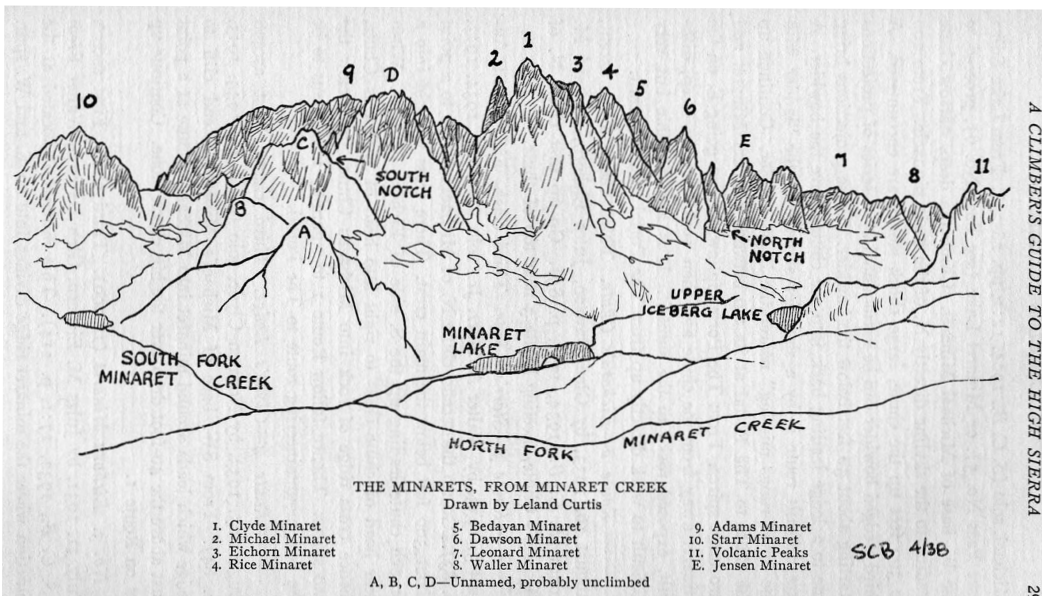 A CLIMBER'S GUIDE TO THE HIGH SIERRA
10
9
D
2
1
3
4
5
6
E
7
8
11
C
SOUTH
NOTCH
B
A
NORTH
NOTCH
UPPER
ICEBERG LAKE
MINARET
LAKE
SOUTH FORK
MINARET CREEK
HORTH FORK MINARET CREEK
THE MINARETS, FROM MINARET CREEK
Drawn by Leland Curtis
1. Clyde Minaret
2. Michael Minaret
3. Eichorn Minaret
4. Rice Minaret
5. Bedayan Minaret
6. Dawson Minaret
7. Leonard Minaret
8. Waller Minaret
9. Adams Minaret
10. Starr Minaret
11. Volcanic Peaks
E. Jensen Minaret
A, B, C, D—Unnamed, probably unclimbed
SCB 4/38